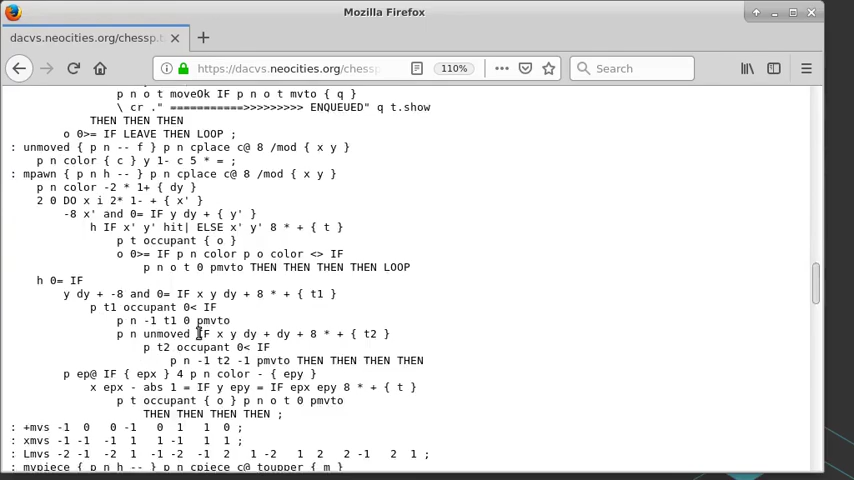 Mozilla Firefox
dacvs.neocities.org/chessp.t
https://dacvs.neocities.org/chessp
110%
Search
p n o t moveOk IF p n o t mvto { q }
\ cr ." ===========>>>>>>>>> ENQUEUED" q t.show
THEN THEN THEN
o 0>= IF LEAVE THEN LOOP ;
: unmoved { p n -- f } p n cplace c@ 8 /mod { x y }
p n color { c } y 1- c 5 * = ;
: mpawn { p n h -- } p n cplace c@ 8 /mod { x y }
p n color -2 * 1+ { dy }
2 0 DO x i 2* 1- + { x' }
-8 x' and 0= IF y dy + { y' }
h IF x' y' hit| ELSE x' y' 8 * + { t }
p t occupant { o }
o 0>= IF p n color p o color <> IF
p n o t 0 pmvto THEN THEN THEN THEN LOOP
h 0= IF
y dy + -8 and 0= IF x y dy + 8 * + { t1 }
p t1 occupant 0< IF
p n -1 t1 0 pmvto
p n unmoved IF x y dy + dy + 8 * + { t2 }
p t2 occupant 0< IF
p n -1 t2 -1 pmvto THEN THEN THEN THEN
p ep@ IF { epx } 4 p n color - { epy }
x epx - abs 1 = IF y epy = IF epx epy 8 * + { t }
p t occupant { o } p n o t 0 pmvto
THEN THEN THEN THEN ;
: +mvs -1 0 0 -1 0 1 1 0 ;
: xmvs -1 -1 -1 1 1 -1 1 1 ;
: Lmvs -2 -1 -2 1 -1 -2 -1 2 1 -2 1 2 2 -1 2 1 ;
: mypiece { p n h -- } p n cpiece c@ toupper { m }